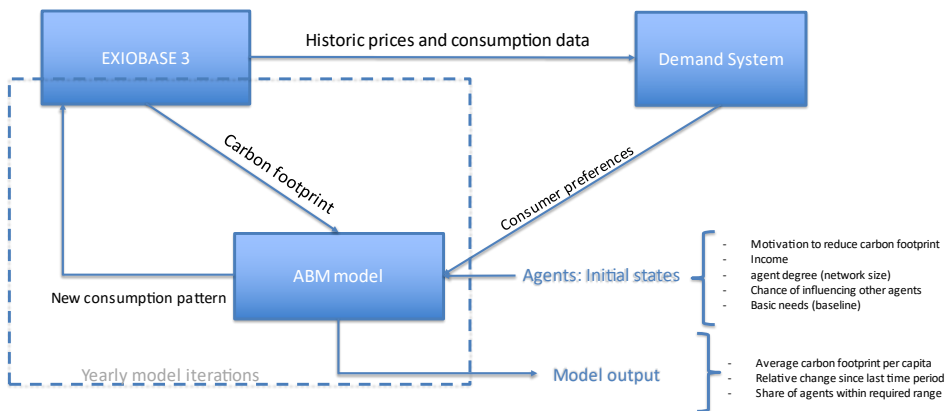 Historic prices and consumption data
EXIOBASE 3
Demand System
Carbon footprint
Consumer preferences
ABM model
New consumption pattern
Agents: Initial states
- Motivation to reduce carbon footprint
- Income
- agent degree (network size)
- Chance of influencing other agents
- Basic needs (baseline)
Yearly model iterations
Model output
- Average carbon footprint per capita
- Relative change since last time period
- Share of agents within required range